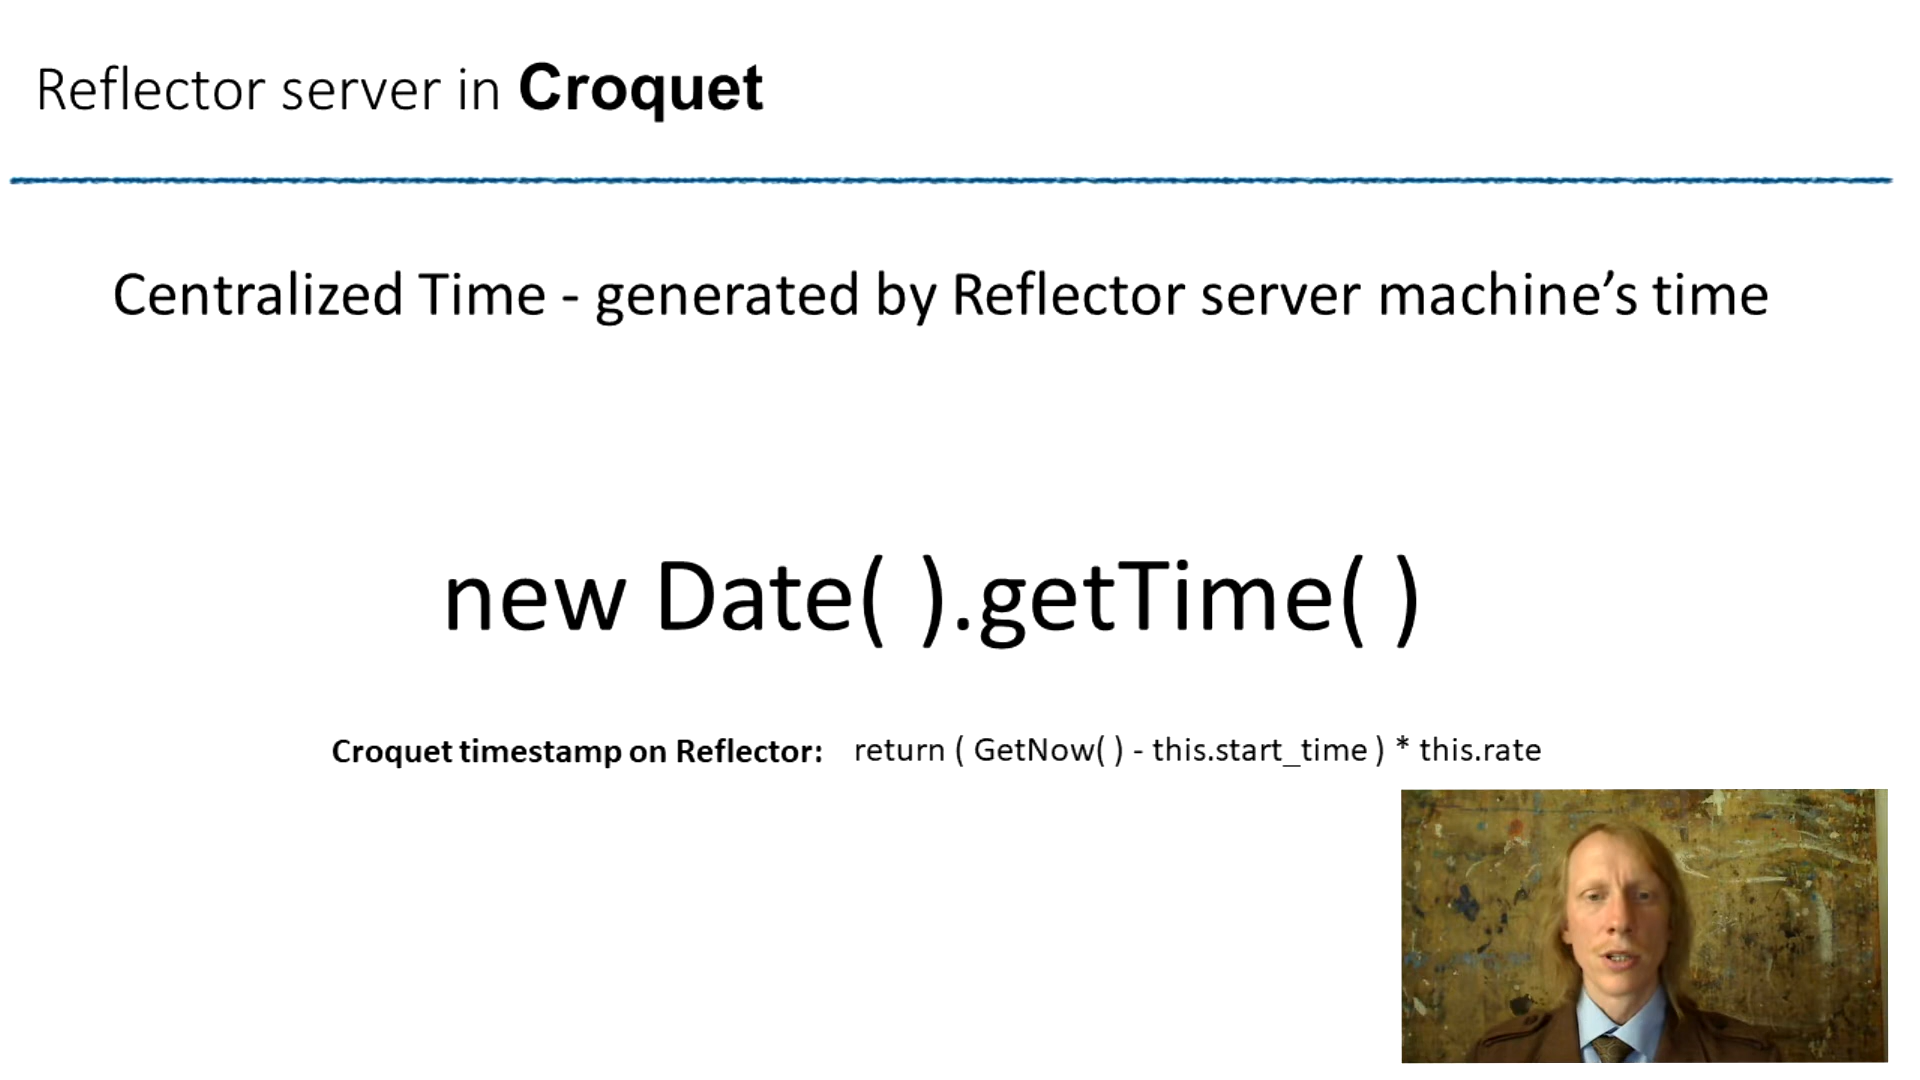 Reflector server in Croquet
Centralized Time - generated by Reflector server machine’s time
new Date( ).getTime( )
Croquet timestamp on Reflector: return ( GetNow( ) - this.start_time ) * this.rate